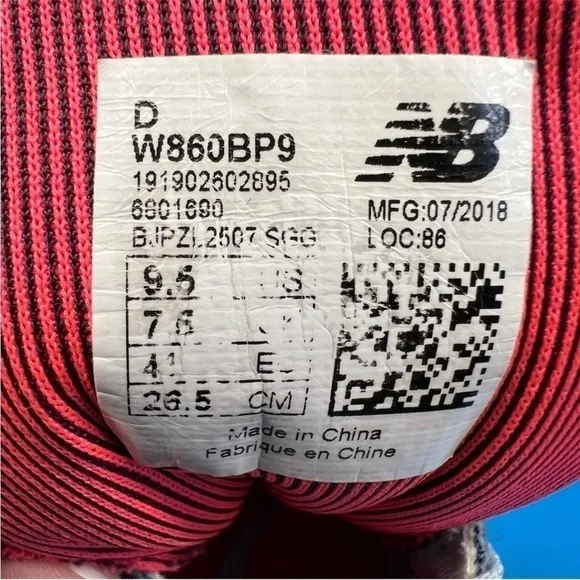 D
W860BP9
NB
191902602895
6801690
MFG:07/2018
BJPZL2507 SGG
LOC:86
9.5 US
7.5
41
26.5 CM
Made in China
Fabrique en Chine